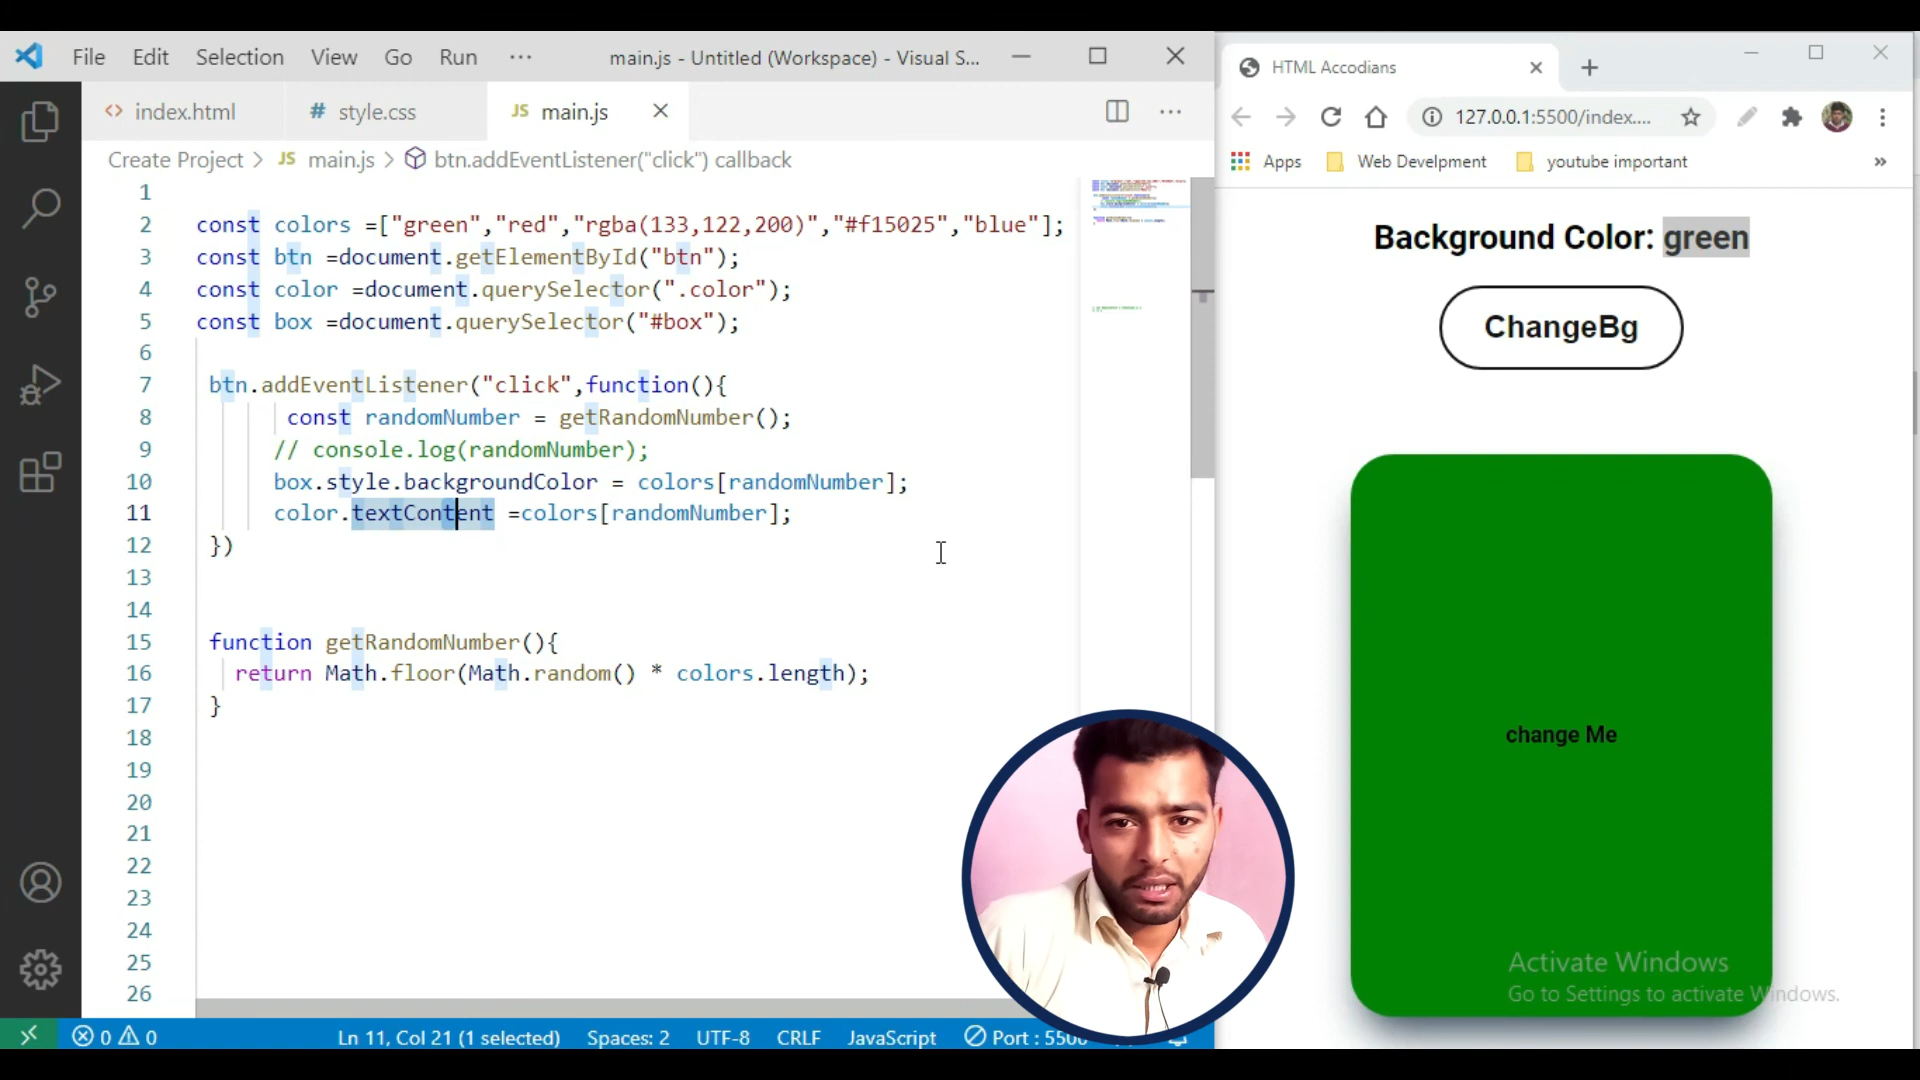 File Edit Selection View Go Run ··· main.js - Untitled (Workspace) - Visual S...
index.html style.css JS main.js
Create Project > JS main.js > btn.addEventListener("click") callback
1
2 const colors =["green","red","rgba(133,122,200)","#f15025","blue"];
3 const btn =document.getElementById("btn");
4 const color =document.querySelector(".color");
5 const box =document.querySelector("#box");
6
7 btn.addEventListener("click",function(){
8 const randomNumber = getRandomNumber();
9 // console.log(randomNumber);
10 box.style.backgroundColor = colors[randomNumber];
11 color.textContent =colors[randomNumber];
12 })
13
14
15 function getRandomNumber(){
16 return Math.floor(Math.random() * colors.length);
17 }
18
19
20
21
22
23
24
25
26
0 0 Ln 11, Col 21 (1 selected) Spaces: 2 UTF-8 CRLF JavaScript Port : 5500
HTML Accodians
127.0.0.1:5500/index....
Apps Web Develpment youtube important »
Background Color: green
ChangeBg
change Me
Activate Windows
Go to Settings to activate Windows.